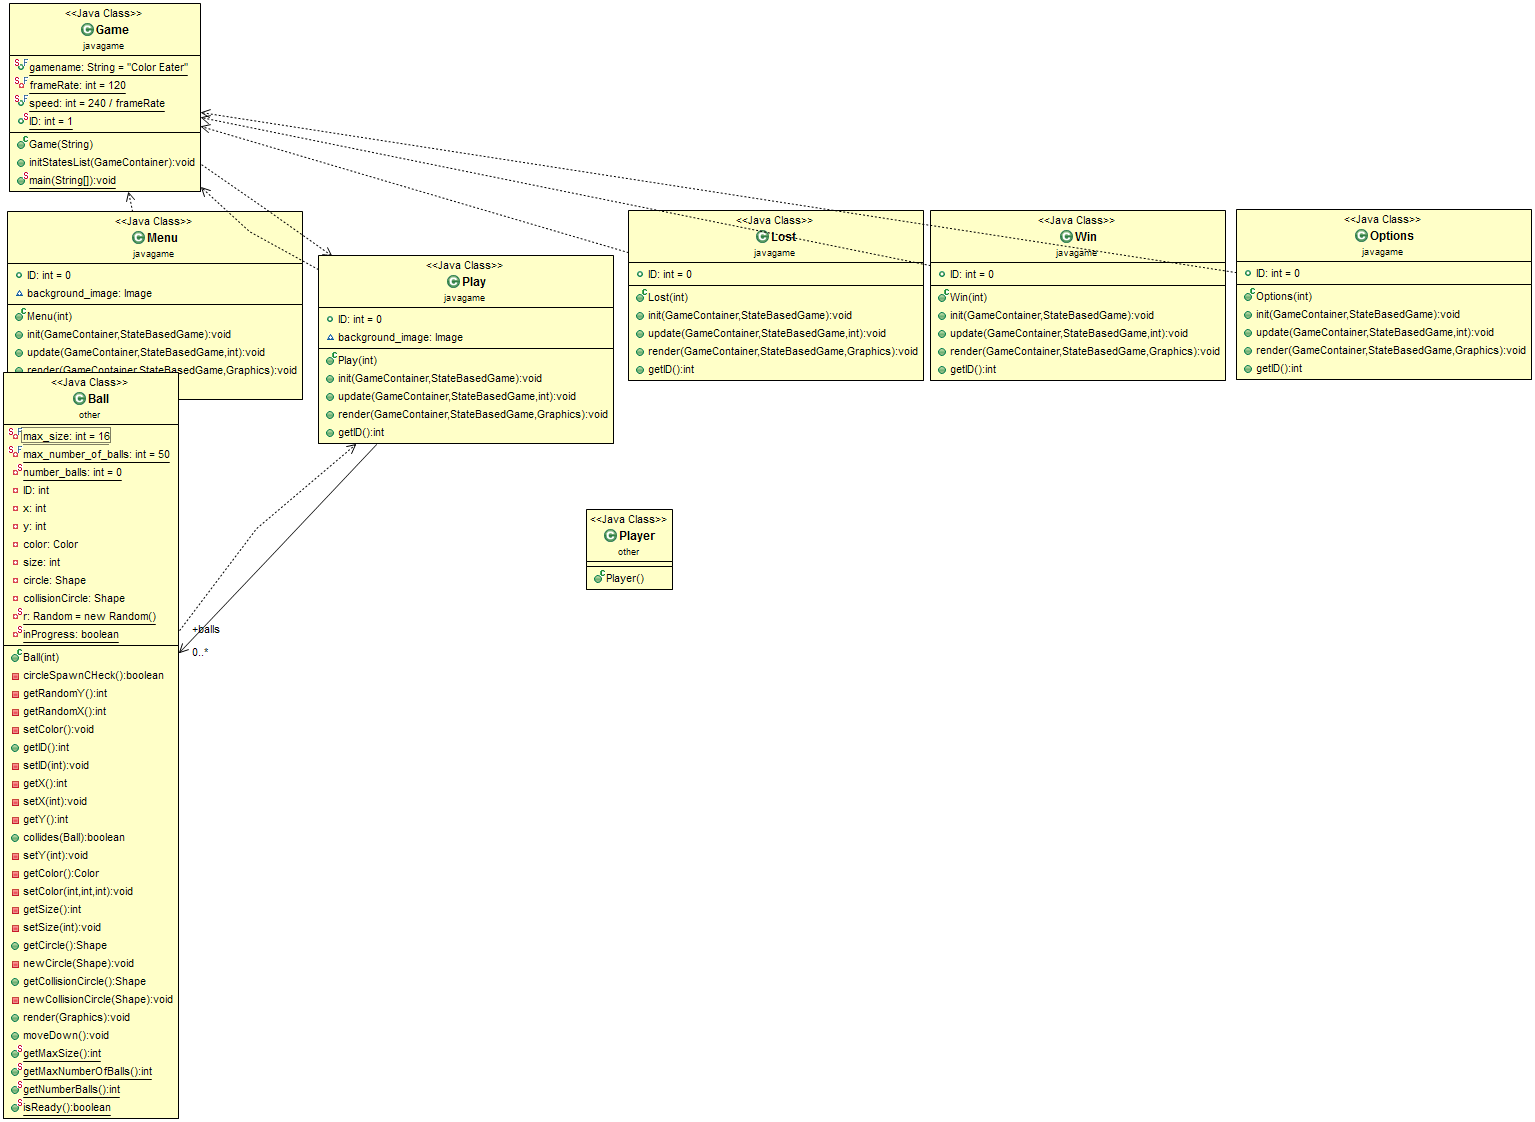 <<Java Class>>
Game
javagame
gamename: String = "Color Eater"
frameRate: int = 120
speed: int = 240 / frameRate
ID: int = 1
Game(String)
initStatesList(GameContainer):void
main(String[]):void
<<Java Class>>
Menu
javagame
ID: int = 0
background_image: Image
Menu(int)
init(GameContainer,StateBasedGame):void
update(GameContainer,StateBasedGame,int):void
render(GameContainer,StateBasedGame,Graphics):void
<<Java Class>>
Play
javagame
ID: int = 0
background_image: Image
Play(int)
init(GameContainer,StateBasedGame):void
update(GameContainer,StateBasedGame,int):void
render(GameContainer,StateBasedGame,Graphics):void
getID():int
<<Java Class>>
Lost
javagame
ID: int = 0
Lost(int)
init(GameContainer,StateBasedGame):void
update(GameContainer,StateBasedGame,int):void
render(GameContainer,StateBasedGame,Graphics):void
getID():int
<<Java Class>>
Win
javagame
ID: int = 0
Win(int)
init(GameContainer,StateBasedGame):void
update(GameContainer,StateBasedGame,int):void
render(GameContainer,StateBasedGame,Graphics):void
getID():int
<<Java Class>>
Options
javagame
ID: int = 0
Options(int)
init(GameContainer,StateBasedGame):void
update(GameContainer,StateBasedGame,int):void
render(GameContainer,StateBasedGame,Graphics):void
getID():int
<<Java Class>>
Ball
other
max_size: int = 16
max_number_of_balls: int = 50
number_balls: int = 0
ID: int
x: int
y: int
color: Color
size: int
circle: Shape
collisionCircle: Shape
r: Random = new Random()
inProgress: boolean
Ball(int)
circleSpawnCHeck():boolean
getRandomY():int
getRandomX():int
setColor():void
getID():int
setID(int):void
getX():int
setX(int):void
getY():int
collides(Ball):boolean
setY(int):void
getColor():Color
setColor(int,int,int):void
getSize():int
setSize(int):void
getCircle():Shape
newCircle(Shape):void
getCollisionCircle():Shape
newCollisionCircle(Shape):void
render(Graphics):void
moveDown():void
getMaxSize():int
getMaxNumberOfBalls():int
getNumberBalls():int
isReady():boolean
+balls
0..*
<<Java Class>>
Player
other
Player()